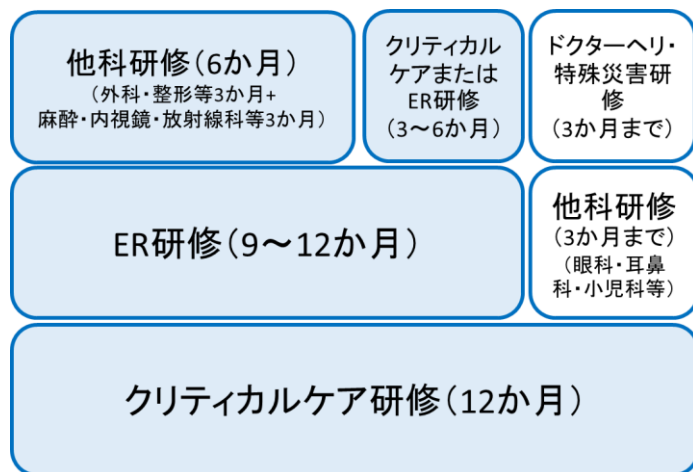 他科研修(6か月)
(外科・整形等3か月+
麻酔・内視鏡・放射線科等3か月)
クリティカル
ケアまたは
ER研修
(3~6か月)
ドクターヘリ・
特殊災害研
修
(3か月まで)
ER研修(9~12か月)
他科研修
(3か月まで)
(眼科・耳鼻
科・小児科等)
クリティカルケア研修(12か月)